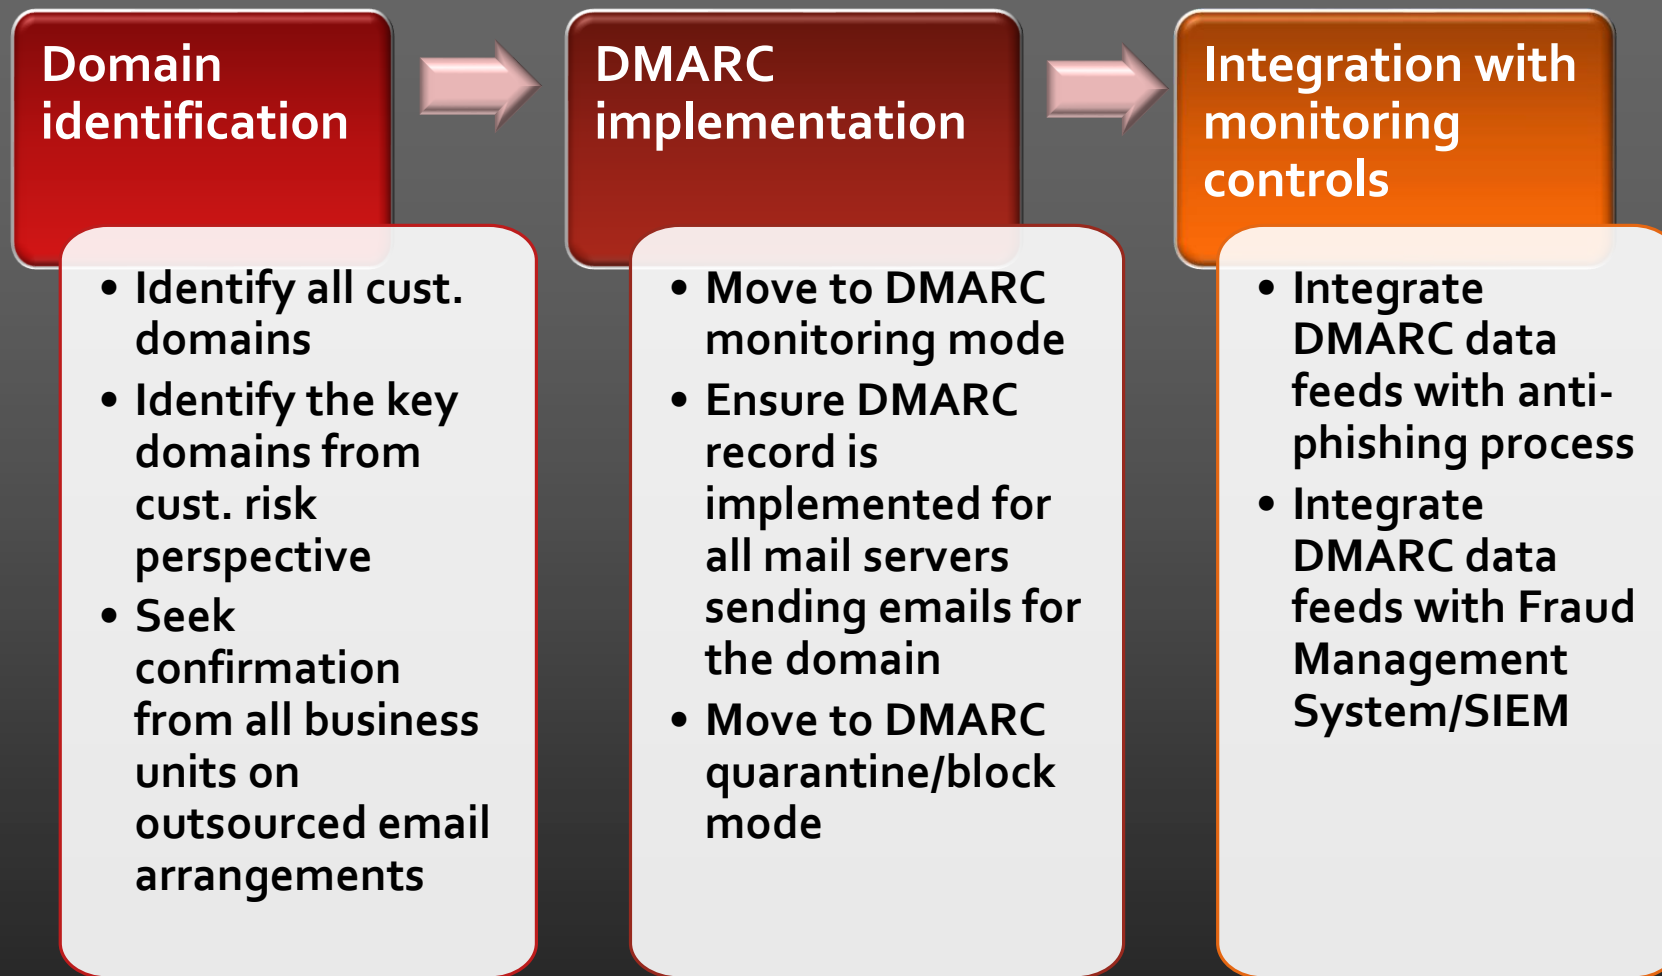 Domain
identification
• Identify all cust.
domains
• Identify the key
domains from
cust. risk
perspective
• Seek
confirmation
from all business
units on
outsourced email
arrangements
DMARC
implementation
• Move to DMARC
monitoring mode
• Ensure DMARC
record is
implemented for
all mail servers
sending emails for
the domain
• Move to DMARC
quarantine/block
mode
Integration with
monitoring
controls
• Integrate
DMARC data
feeds with anti-
phishing process
• Integrate
DMARC data
feeds with Fraud
Management
System/SIEM